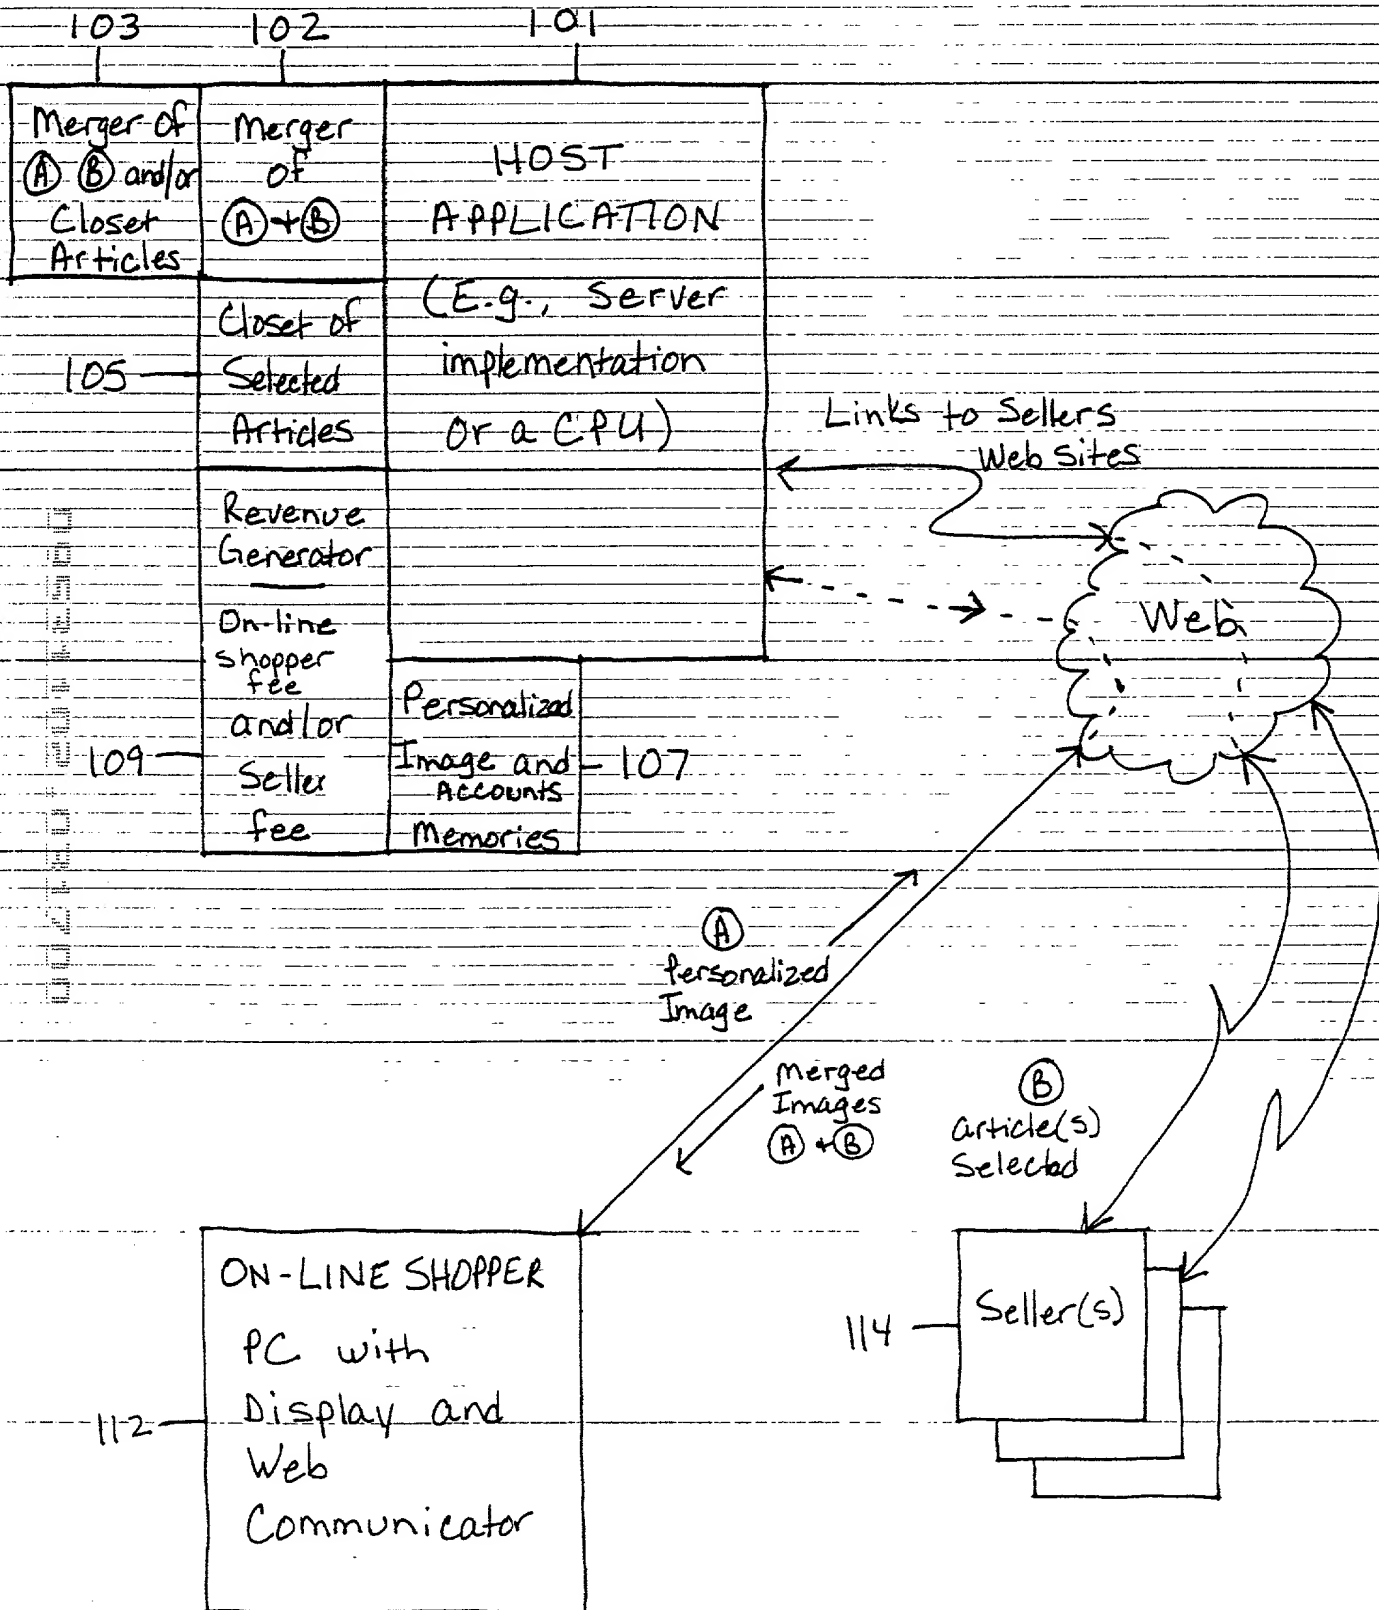 103
102
101
Merger of
Ⓐ Ⓑ and/or
Closet
Articles
Merger
of
Ⓐ+Ⓑ
HOST
APPLICATION
(E.g., Server
implementation
or a CPU)
105
Closet of
Selected
Articles
Links to Sellers
Web Sites
Revenue
Generator
On-line
shopper
fee
and/or
Seller
fee
109
Personalized
Image and
Accounts
Memories
107
Web
Ⓐ
Personalized
Image
Merged
Images
Ⓐ+Ⓑ
Ⓑ
article(s)
Selected
ON-LINE SHOPPER
PC with
Display and
Web
Communicator
112
Seller(s)
114